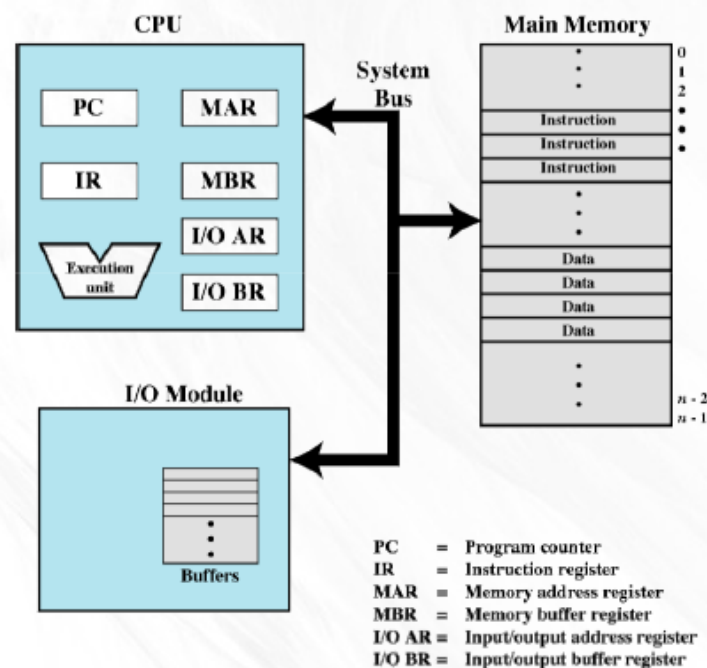 CPU
PC
MAR
IR
MBR
I/O AR
Execution
unit
I/O BR
System
Bus
Main Memory
0
1
2
Instruction
Instruction
Instruction
Data
Data
Data
Data
n - 2
n - 1
I/O Module
Buffers
PC = Program counter
IR = Instruction register
MAR = Memory address register
MBR = Memory buffer register
I/O AR = Input/output address register
I/O BR = Input/output buffer register